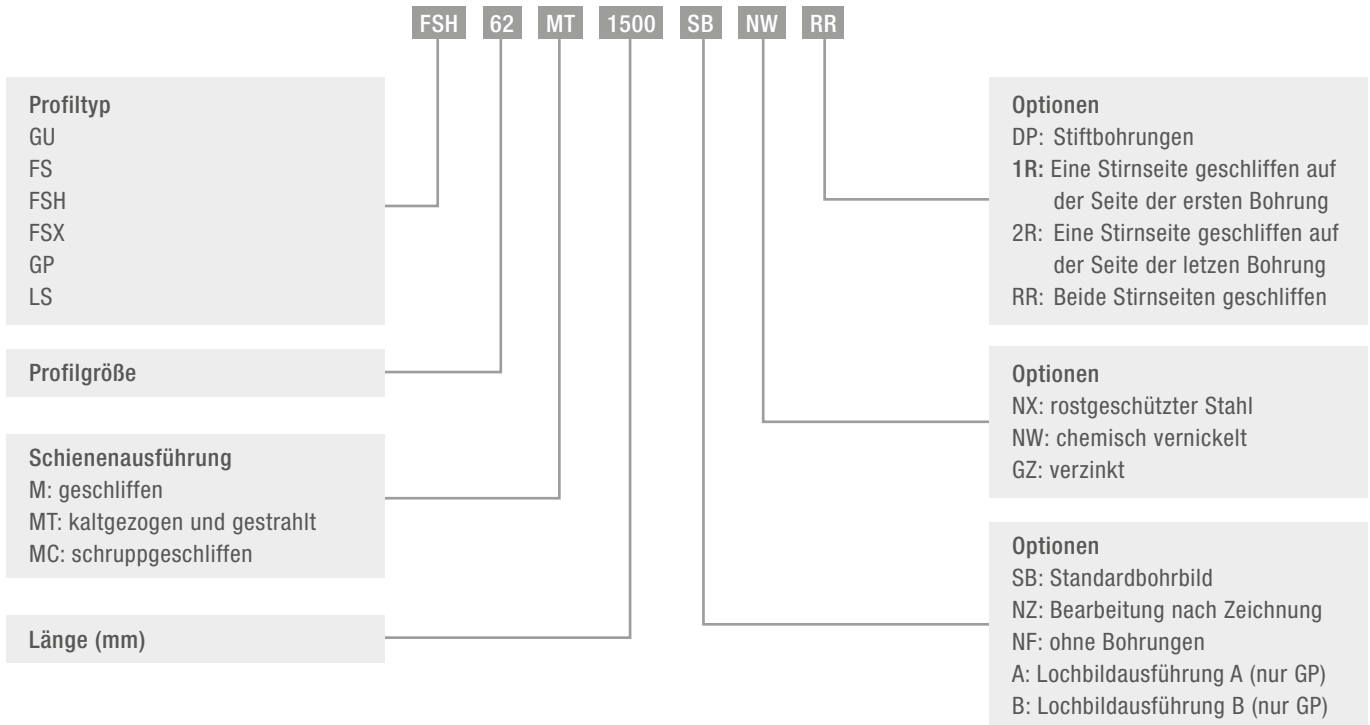 FSH 62 MT 1500 SB NW RR
Profiltyp
GU
FS
FSH
FSX
GP
LS
Profilgröße
Schienenausführung
M: geschliffen
MT: kaltgezogen und gestrahlt
MC: schruppgeschliffen
Länge (mm)
Optionen
DP: Stiftbohrungen
1R: Eine Stirnseite geschliffen auf
der Seite der ersten Bohrung
2R: Eine Stirnseite geschliffen auf
der Seite der letzen Bohrung
RR: Beide Stirnseiten geschliffen
Optionen
NX: rostgeschützter Stahl
NW: chemisch vernickelt
GZ: verzinkt
Optionen
SB: Standardbohrbild
NZ: Bearbeitung nach Zeichnung
NF: ohne Bohrungen
A: Lochbildausführung A (nur GP)
B: Lochbildausführung B (nur GP)